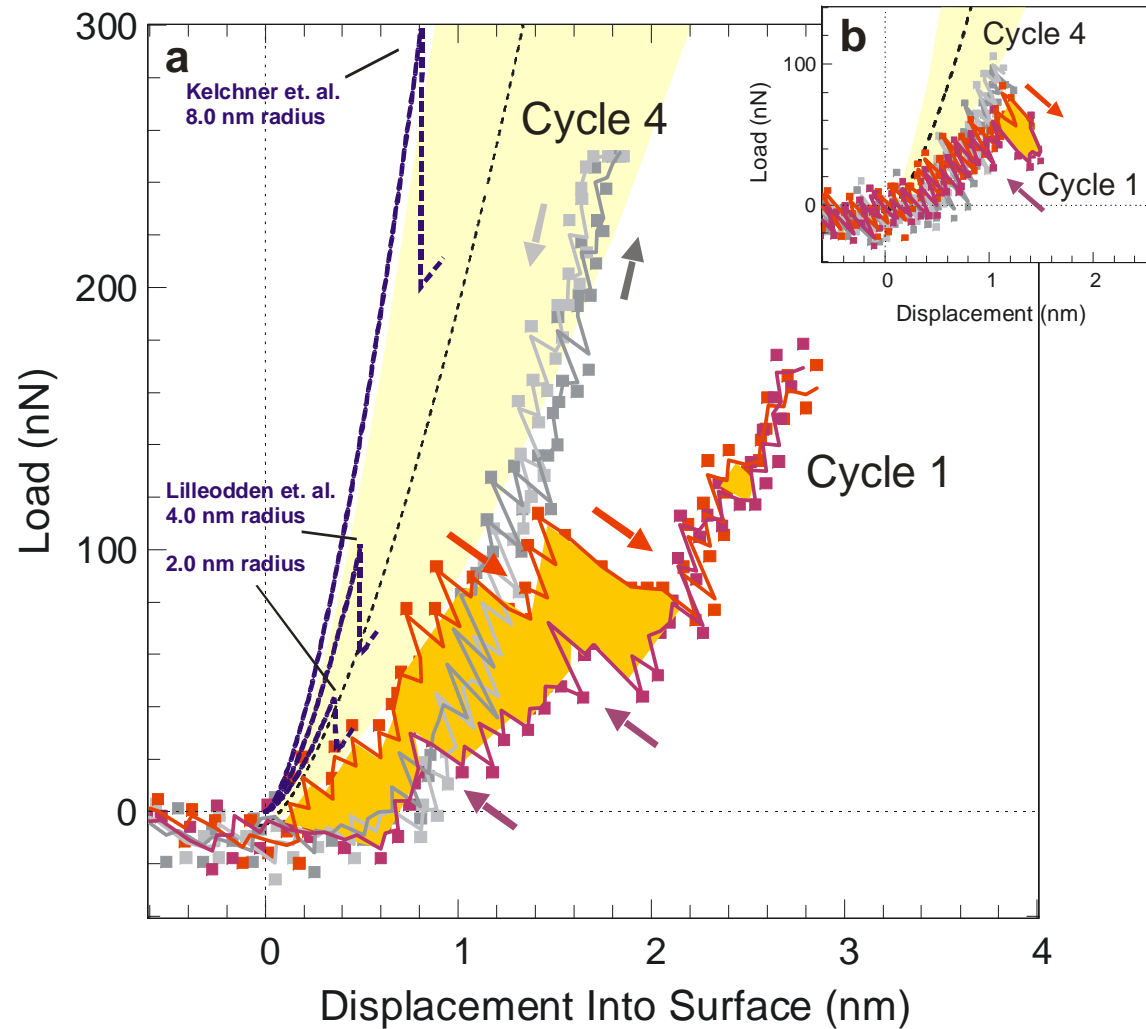 300
200
100
0
Load (nN)
a
Kelchner et. al.
8.0 nm radius
Cycle 4
Lilleodden et. al.
4.0 nm radius
2.0 nm radius
Cycle 1
0
1
2
3
4
Displacement Into Surface (nm)
b
Cycle 4
100
0
Load (nN)
Cycle 1
0
1
2
Displacement (nm)